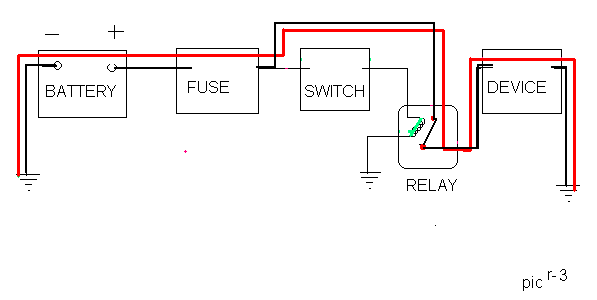 − +
BATTERY
FUSE
SWITCH
DEVICE
RELAY
pic r-3